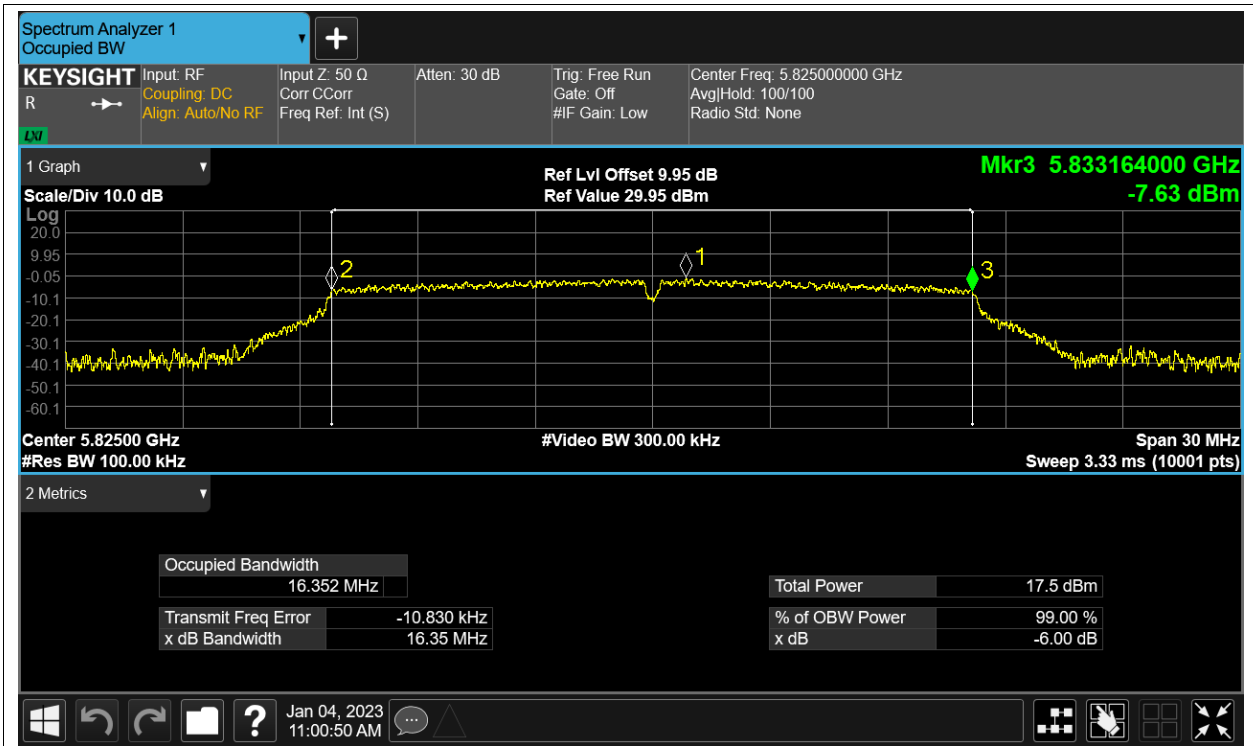 Spectrum Analyzer 1
Occupied BW
KEYSIGHT
R
LXI
Input: RF
Coupling: DC
Align: Auto/No RF
Input Z: 50 Ω
Corr CCorr
Freq Ref: Int (S)
Atten: 30 dB
Trig: Free Run
Gate: Off
#IF Gain: Low
Center Freq: 5.825000000 GHz
Avg|Hold: 100/100
Radio Std: None
1 Graph
Scale/Div 10.0 dB
Ref Lvl Offset 9.95 dB
Ref Value 29.95 dBm
Mkr3 5.833164000 GHz
-7.63 dBm
Log
20.0
9.95
-0.05
-10.1
-20.1
-30.1
-40.1
-50.1
-60.1
2
1
3
Center 5.82500 GHz
#Video BW 300.00 kHz
Span 30 MHz
#Res BW 100.00 kHz
Sweep 3.33 ms (10001 pts)
2 Metrics
Occupied Bandwidth
16.352 MHz
Transmit Freq Error -10.830 kHz
x dB Bandwidth 16.35 MHz
Total Power 17.5 dBm
% of OBW Power 99.00 %
x dB -6.00 dB
?
Jan 04, 2023
11:00:50 AM